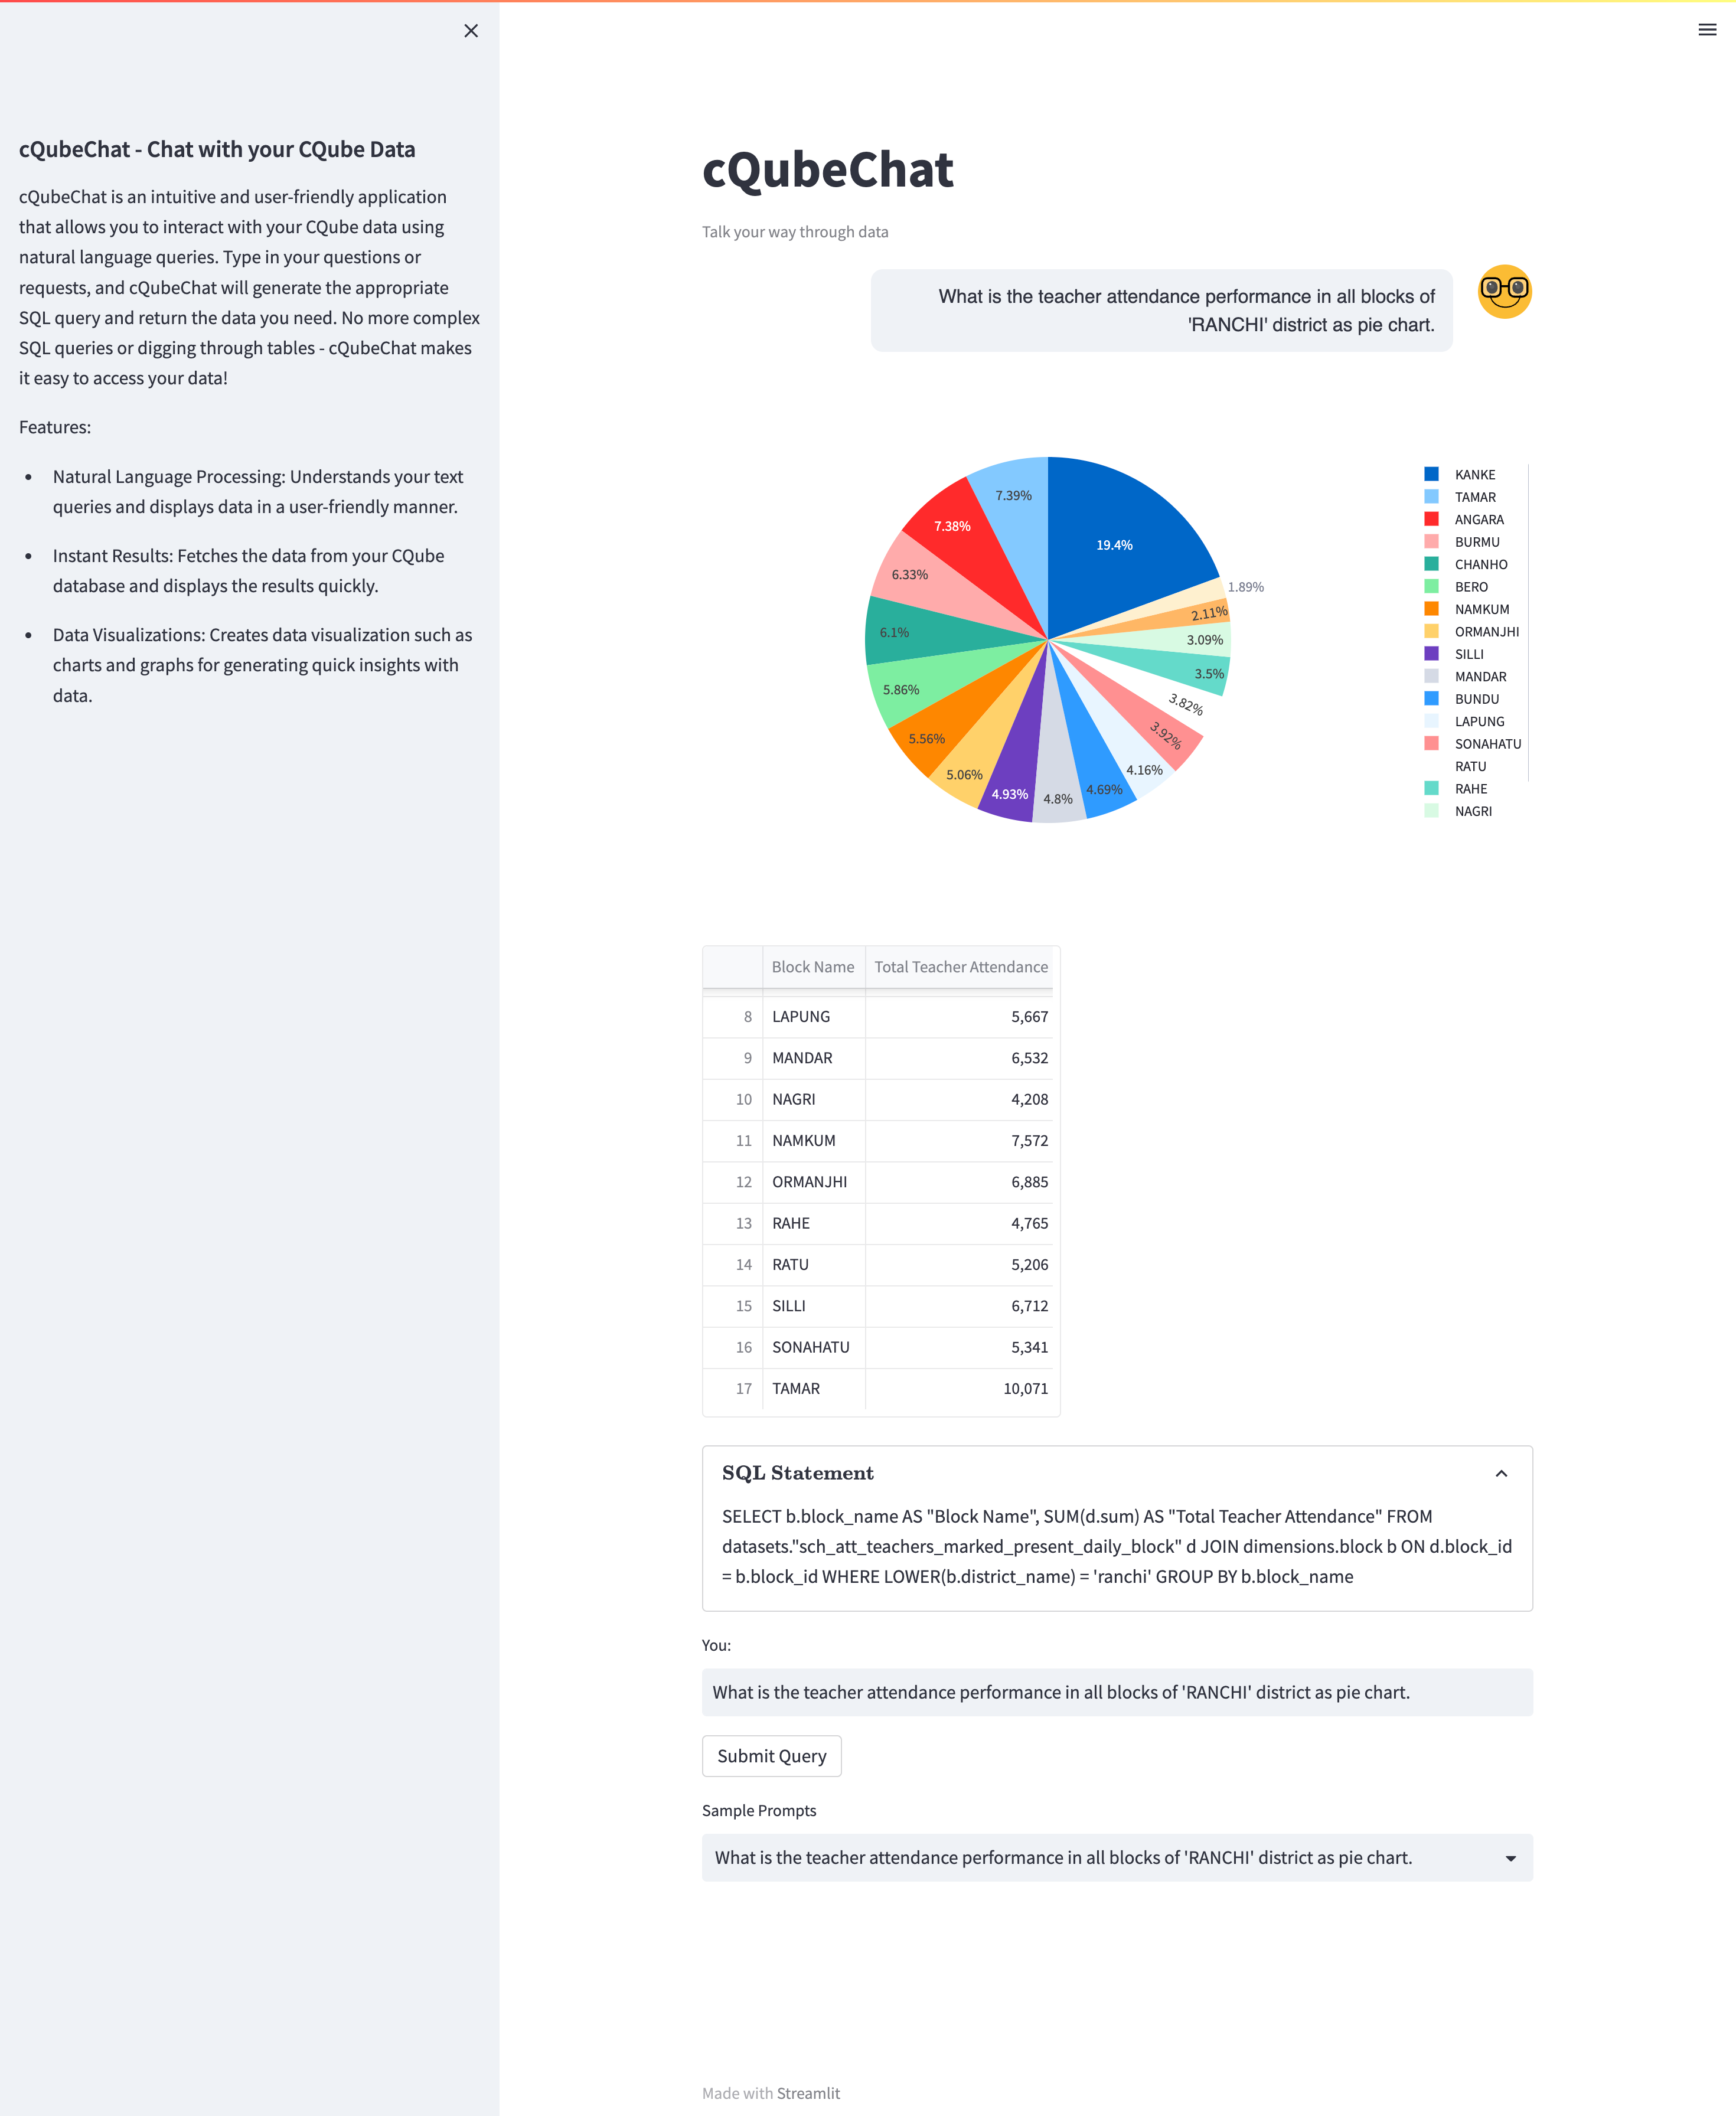 cQubeChat - Chat with your CQube Data
cQubeChat is an intuitive and user-friendly application
that allows you to interact with your CQube data using
natural language queries. Type in your questions or
requests, and cQubeChat will generate the appropriate
SQL query and return the data you need. No more complex
SQL queries or digging through tables - cQubeChat makes
it easy to access your data!
Features:
• Natural Language Processing: Understands your text
queries and displays data in a user-friendly manner.
• Instant Results: Fetches the data from your CQube
database and displays the results quickly.
• Data Visualizations: Creates data visualization such as
charts and graphs for generating quick insights with
data.
cQubeChat
Talk your way through data
What is the teacher attendance performance in all blocks of
'RANCHI' district as pie chart.
19.4%
1.89%
2.11%
3.09%
3.5%
3.82%
3.92%
4.16%
4.69%
4.8%
4.93%
5.06%
5.56%
5.86%
6.1%
6.33%
7.38%
7.39%
KANKE
TAMAR
ANGARA
BURMU
CHANHO
BERO
NAMKUM
ORMANJHI
SILLI
MANDAR
BUNDU
LAPUNG
SONAHATU
RATU
RAHE
NAGRI
Block Name Total Teacher Attendance
8 LAPUNG 5,667
9 MANDAR 6,532
10 NAGRI 4,208
11 NAMKUM 7,572
12 ORMANJHI 6,885
13 RAHE 4,765
14 RATU 5,206
15 SILLI 6,712
16 SONAHATU 5,341
17 TAMAR 10,071
SQL Statement
SELECT b.block_name AS "Block Name", SUM(d.sum) AS "Total Teacher Attendance" FROM
datasets."sch_att_teachers_marked_present_daily_block" d JOIN dimensions.block b ON d.block_id
= b.block_id WHERE LOWER(b.district_name) = 'ranchi' GROUP BY b.block_name
You:
What is the teacher attendance performance in all blocks of 'RANCHI' district as pie chart.
Submit Query
Sample Prompts
What is the teacher attendance performance in all blocks of 'RANCHI' district as pie chart.
Made with Streamlit